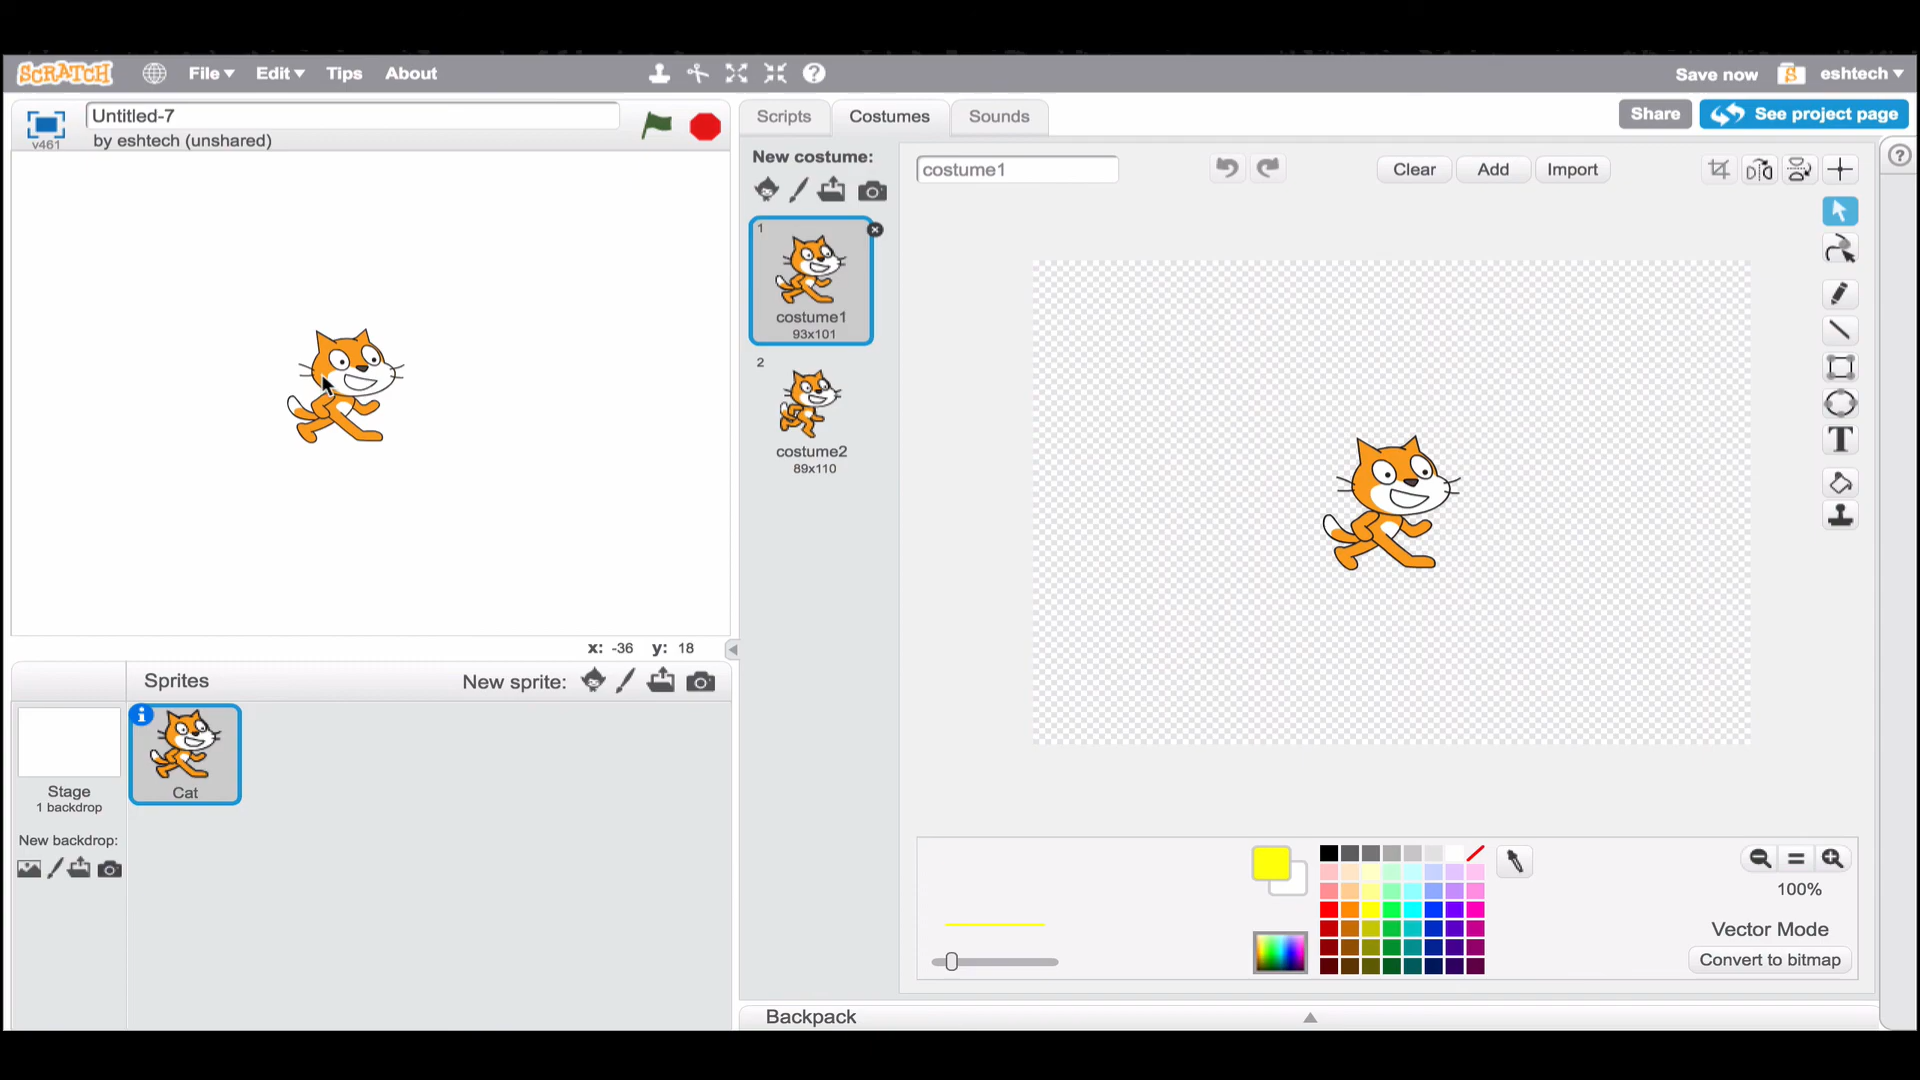 SCRATCH
File
Edit
Tips
About
Save now
eshtech
v461
Untitled-7
by eshtech (unshared)
Scripts
Costumes
Sounds
Share
See project page
New costume:
costume1
Clear
Add
Import
1
costume1
93x101
2
costume2
89x110
x: -36 y: 18
Sprites
New sprite:
Stage
1 backdrop
New backdrop:
Cat
100%
Vector Mode
Convert to bitmap
Backpack